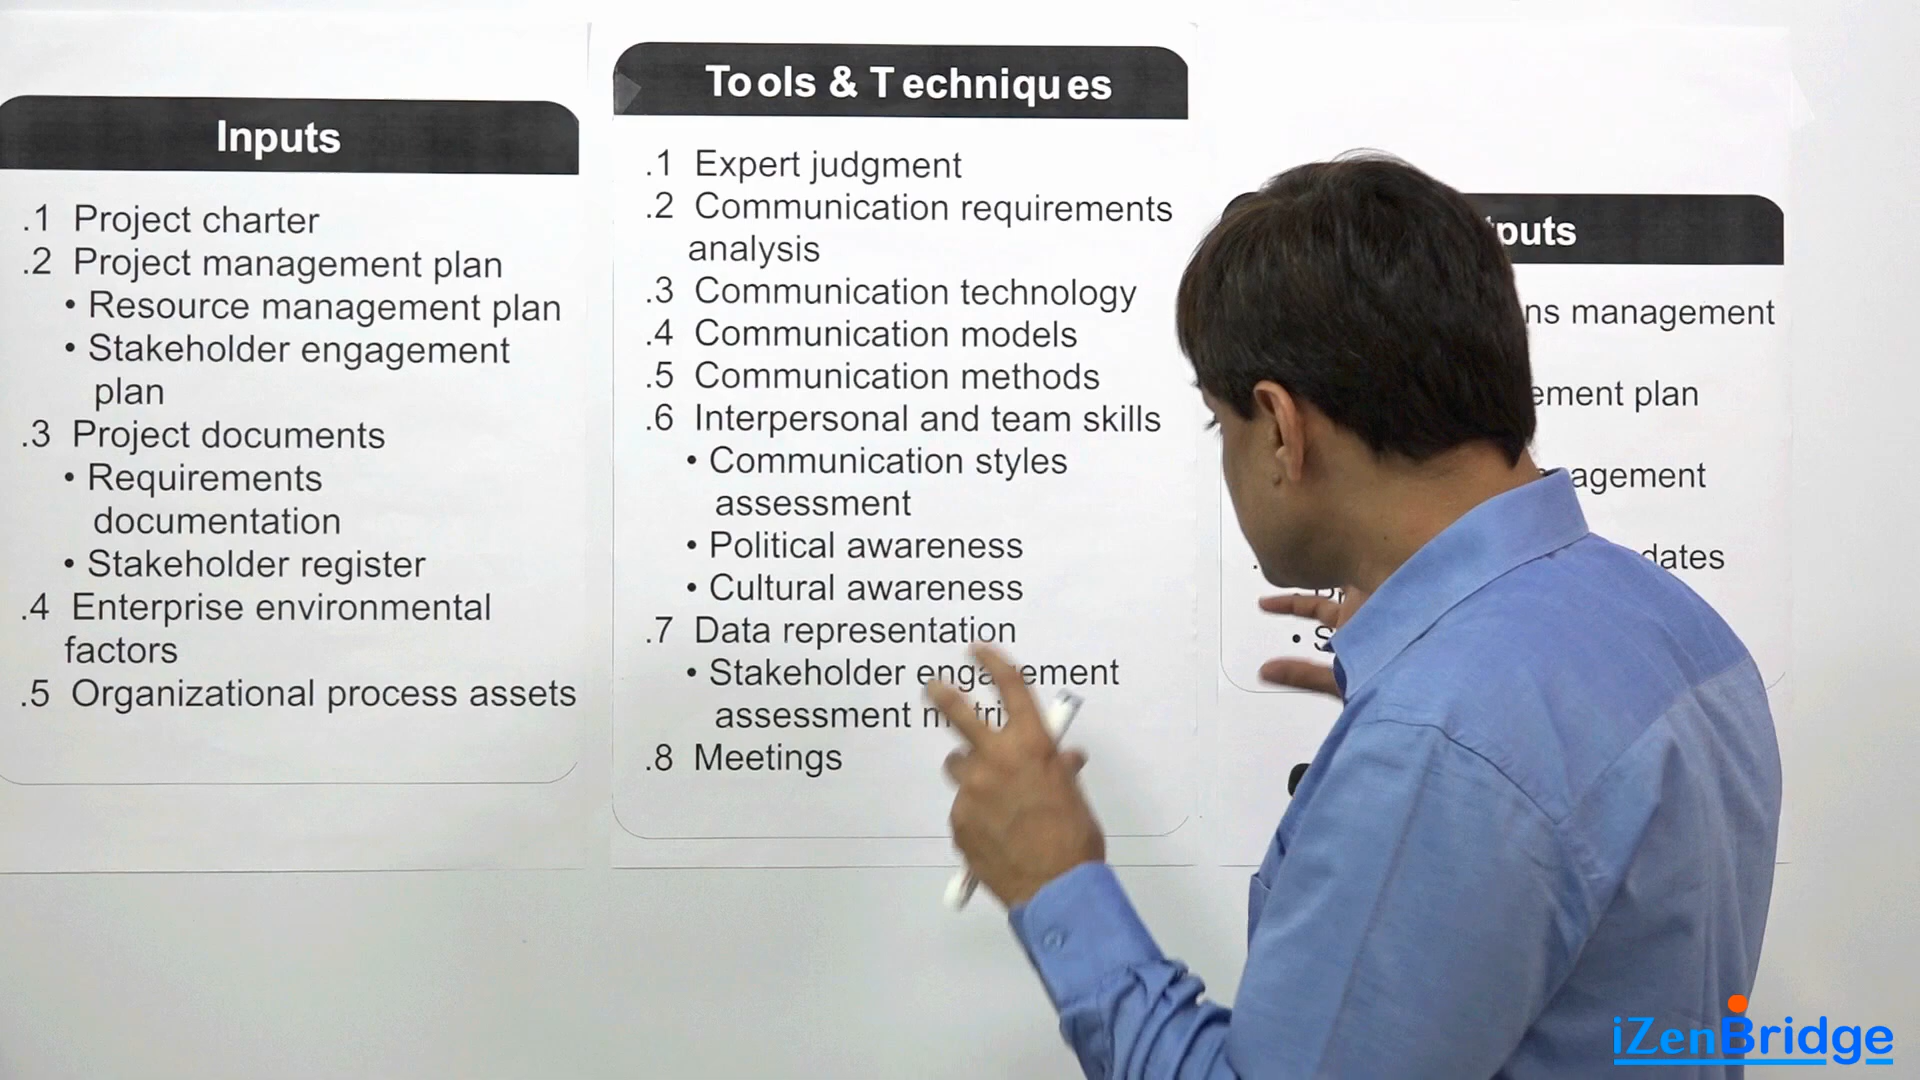 Inputs
.1 Project charter
.2 Project management plan
• Resource management plan
• Stakeholder engagement
plan
.3 Project documents
• Requirements
documentation
• Stakeholder register
.4 Enterprise environmental
factors
.5 Organizational process assets
Tools & Techniques
.1 Expert judgment
.2 Communication requirements
analysis
.3 Communication technology
.4 Communication models
.5 Communication methods
.6 Interpersonal and team skills
• Communication styles
assessment
• Political awareness
• Cultural awareness
.7 Data representation
• Stakeholder engagement
assessment
.8 Meetings
management
plan
iZenBridge